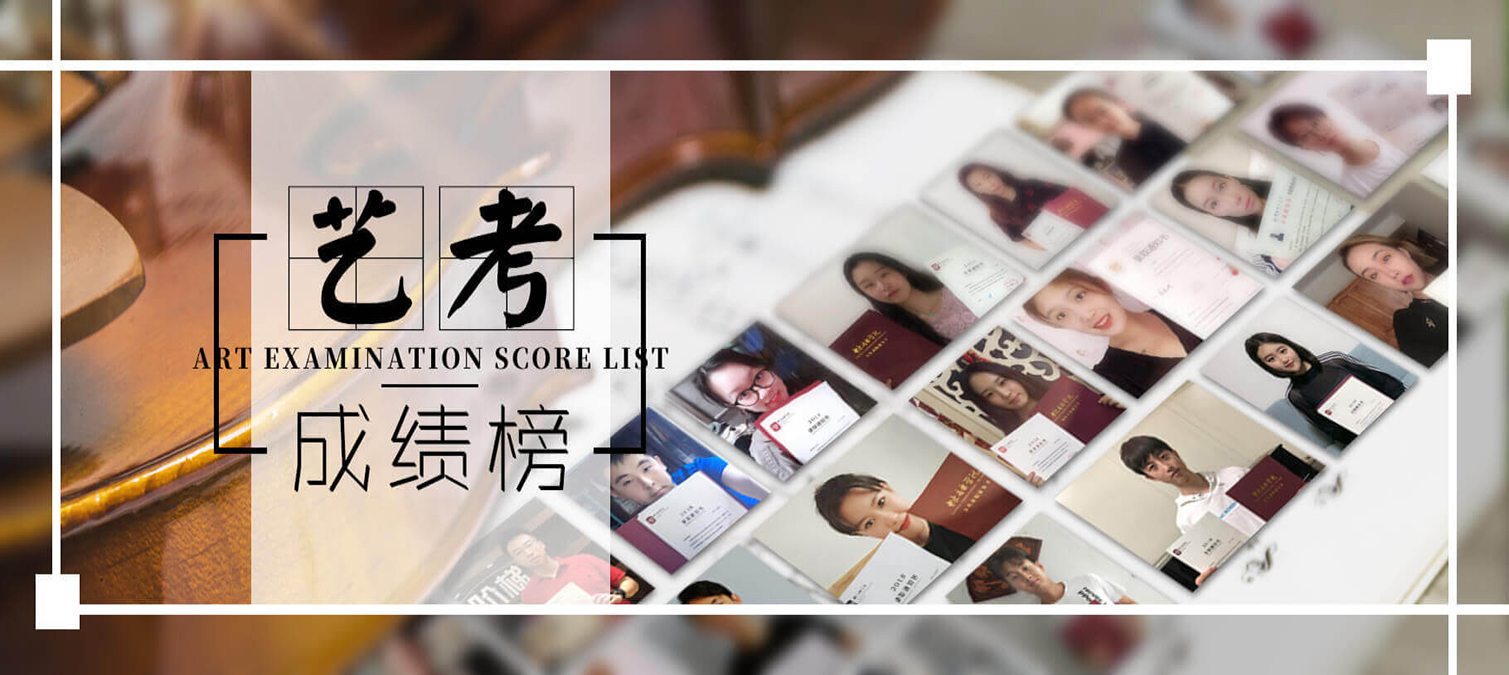 艺考
ART EXAMINATION SCORE LIST
成绩榜